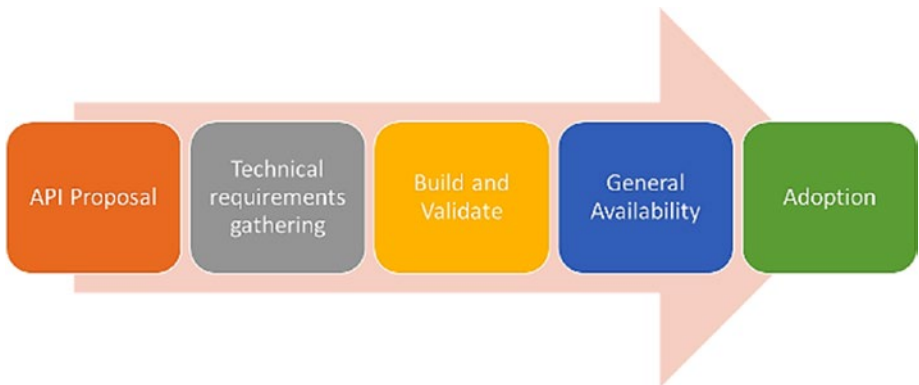 API Proposal
Technical
requirements
gathering
Build and
Validate
General
Availability
Adoption